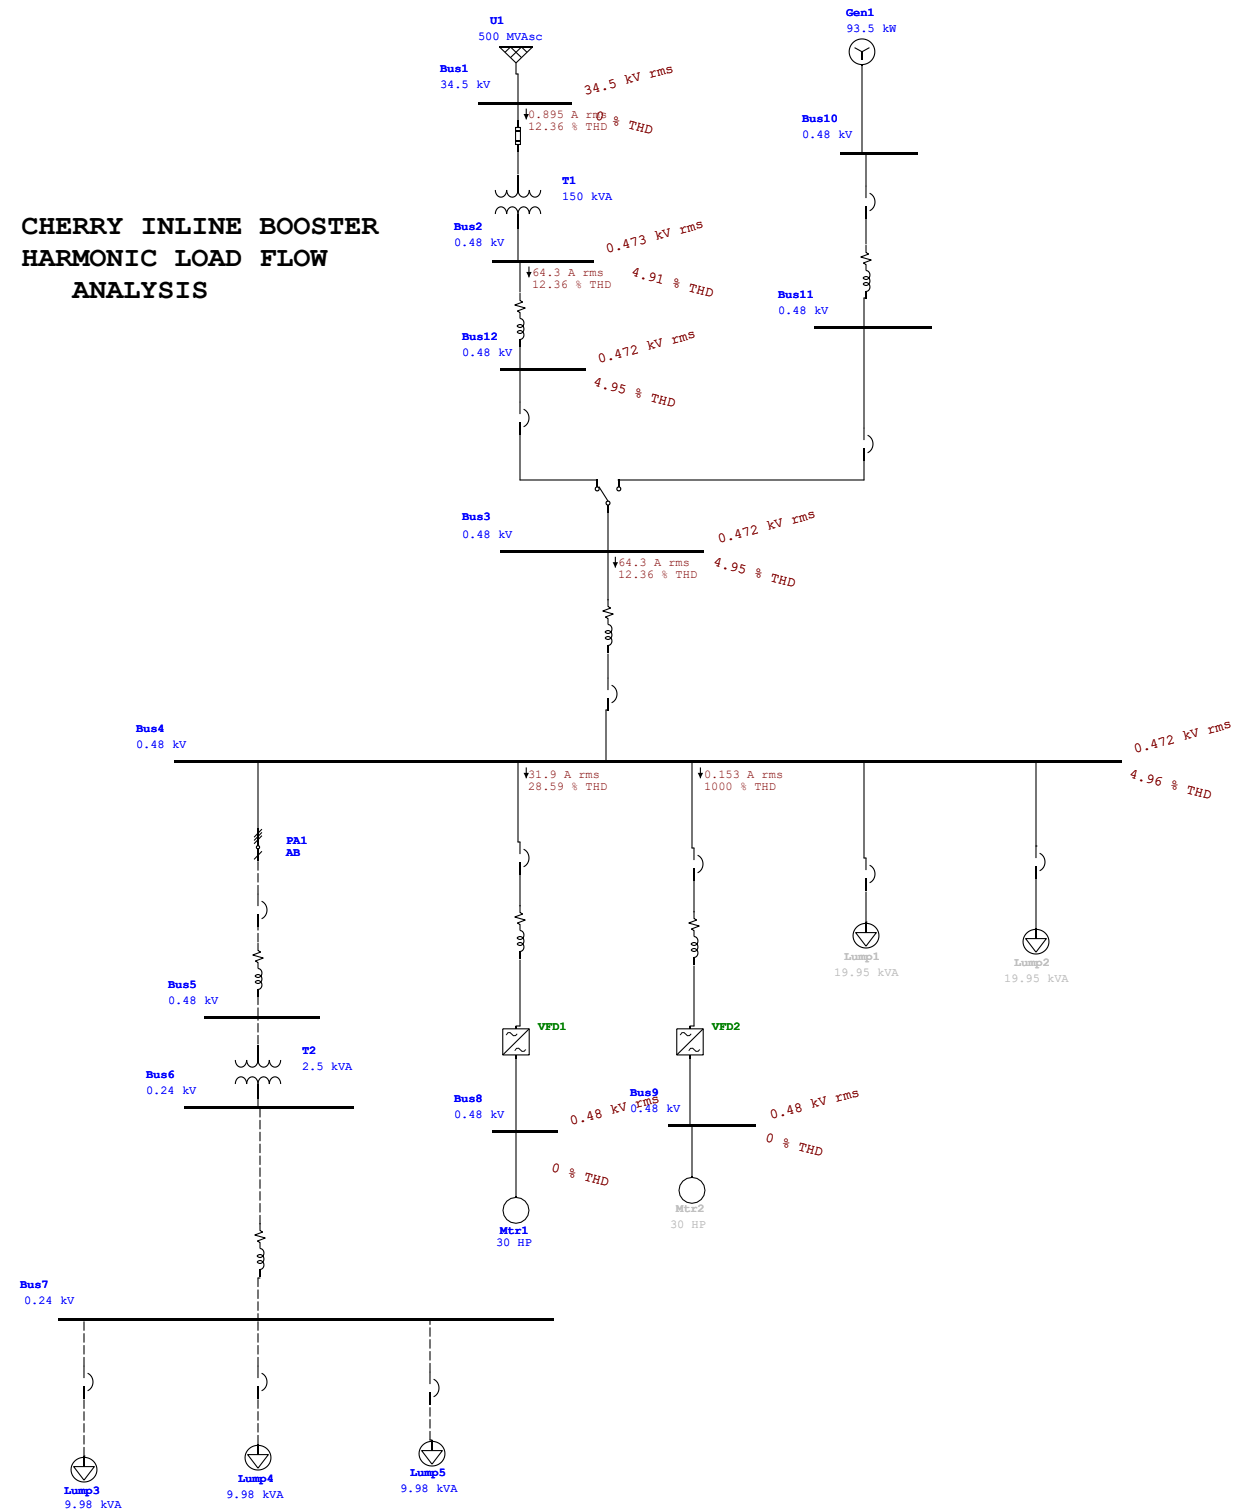 U1
500 MVAsc
Gen1
93.5 kW
Bus1
34.5 kV
34.5 kV rms
0 % THD
0.895 A rms
12.36 % THD
Bus10
0.48 kV
T1
150 kVA
CHERRY INLINE BOOSTER
HARMONIC LOAD FLOW
ANALYSIS
Bus2
0.48 kV
0.473 kV rms
4.91 % THD
64.3 A rms
12.36 % THD
Bus11
0.48 kV
Bus12
0.48 kV
0.472 kV rms
4.95 % THD
Bus3
0.48 kV
0.472 kV rms
4.95 % THD
64.3 A rms
12.36 % THD
Bus4
0.48 kV
0.472 kV rms
4.96 % THD
31.9 A rms
28.59 % THD
0.153 A rms
1000 % THD
PA1
AB
Lump1
19.95 kVA
Lump2
19.95 kVA
Bus5
0.48 kV
VFD1
VFD2
T2
2.5 kVA
Bus6
0.24 kV
Bus8
0.48 kV
0.48 kV rms
0 % THD
Bus9
0.48 kV
0.48 kV rms
0 % THD
Mtr1
30 HP
Mtr2
30 HP
Bus7
0.24 kV
Lump3
9.98 kVA
Lump4
9.98 kVA
Lump5
9.98 kVA